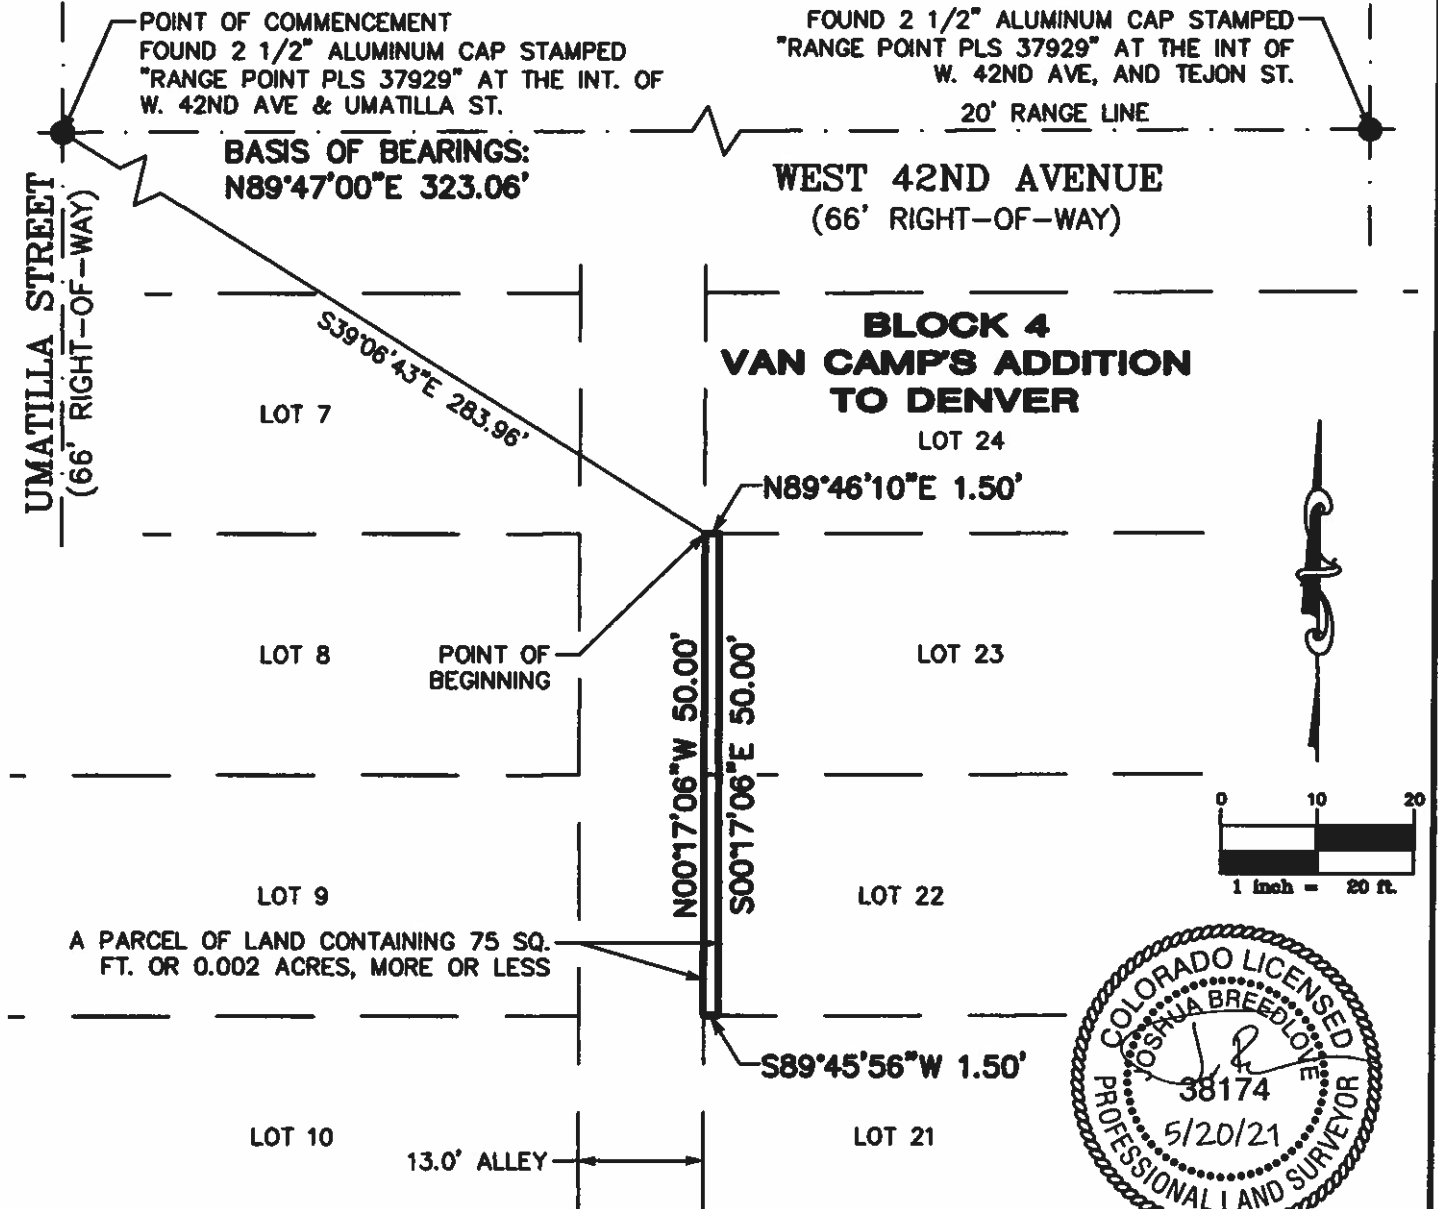 POINT OF COMMENCEMENT
FOUND 2 1/2" ALUMINUM CAP STAMPED
"RANGE POINT PLS 37929" AT THE INT. OF
W. 42ND AVE & UMATILLA ST.
FOUND 2 1/2" ALUMINUM CAP STAMPED
"RANGE POINT PLS 37929" AT THE INT OF
W. 42ND AVE, AND TEJON ST.
20' RANGE LINE
BASIS OF BEARINGS:
N89°47'00"E 323.06'
WEST 42ND AVENUE
(66' RIGHT-OF-WAY)
UMATILLA STREET
(66' RIGHT-OF-WAY)
S39°06'43"E 283.96'
BLOCK 4
VAN CAMP'S ADDITION
TO DENVER
LOT 7
LOT 24
N89°46'10"E 1.50'
LOT 8
POINT OF
BEGINNING
LOT 23
N00°17'06"W 50.00'
S00°17'06"E 50.00'
0 10 20
1 inch = 20 ft.
LOT 9
LOT 22
A PARCEL OF LAND CONTAINING 75 SQ.
FT. OR 0.002 ACRES, MORE OR LESS
S89°45'56"W 1.50'
LOT 10
LOT 21
13.0' ALLEY
COLORADO LICENSED
JOSHUA BREEDLOVE
38174
5/20/21
PROFESSIONAL LAND SURVEYOR